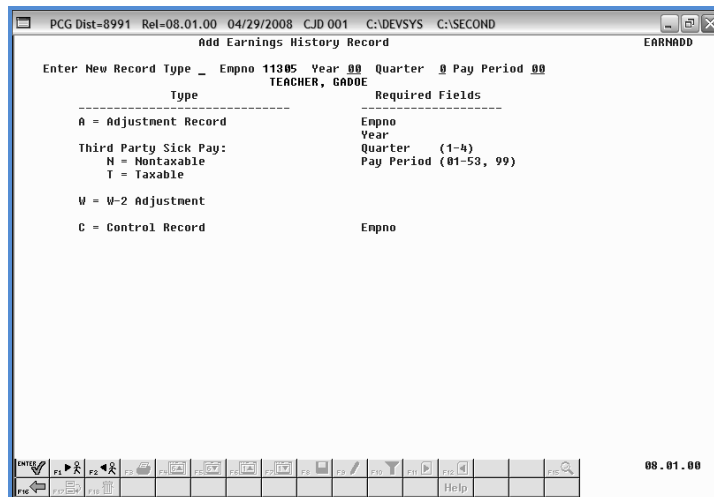 PCG Dist=8991 Rel=08.01.00 04/29/2008 CJD 001 C:\DEVSYS C:\SECOND
Add Earnings History Record EARNADD
Enter New Record Type _ Empno 11305 Year 00 Quarter 0 Pay Period 00
TEACHER, GADOE
Type Required Fields
------------------------------ --------------------
A = Adjustment Record Empno
Year
Third Party Sick Pay: Quarter (1-4)
N = Nontaxable Pay Period (01-53, 99)
T = Taxable
W = W-2 Adjustment
C = Control Record Empno
ENTER F1 F2 F3 F4 F5 F6 F7 F8 F9 F10 F11 F12 F15 08.01.00
F16 F17 F18 Help